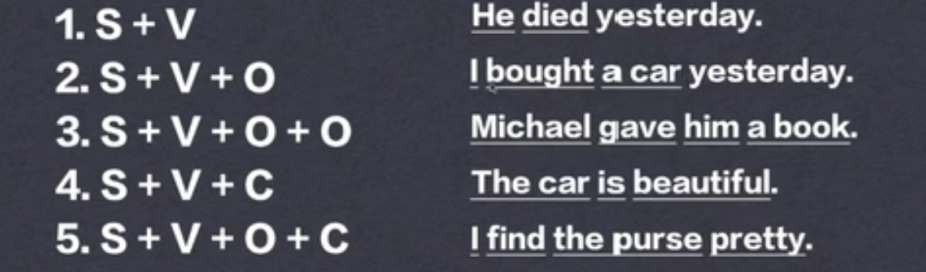 1. S + V He died yesterday.
2. S + V + O I bought a car yesterday.
3. S + V + O + O Michael gave him a book.
4. S + V + C The car is beautiful.
5. S + V + O + C I find the purse pretty.